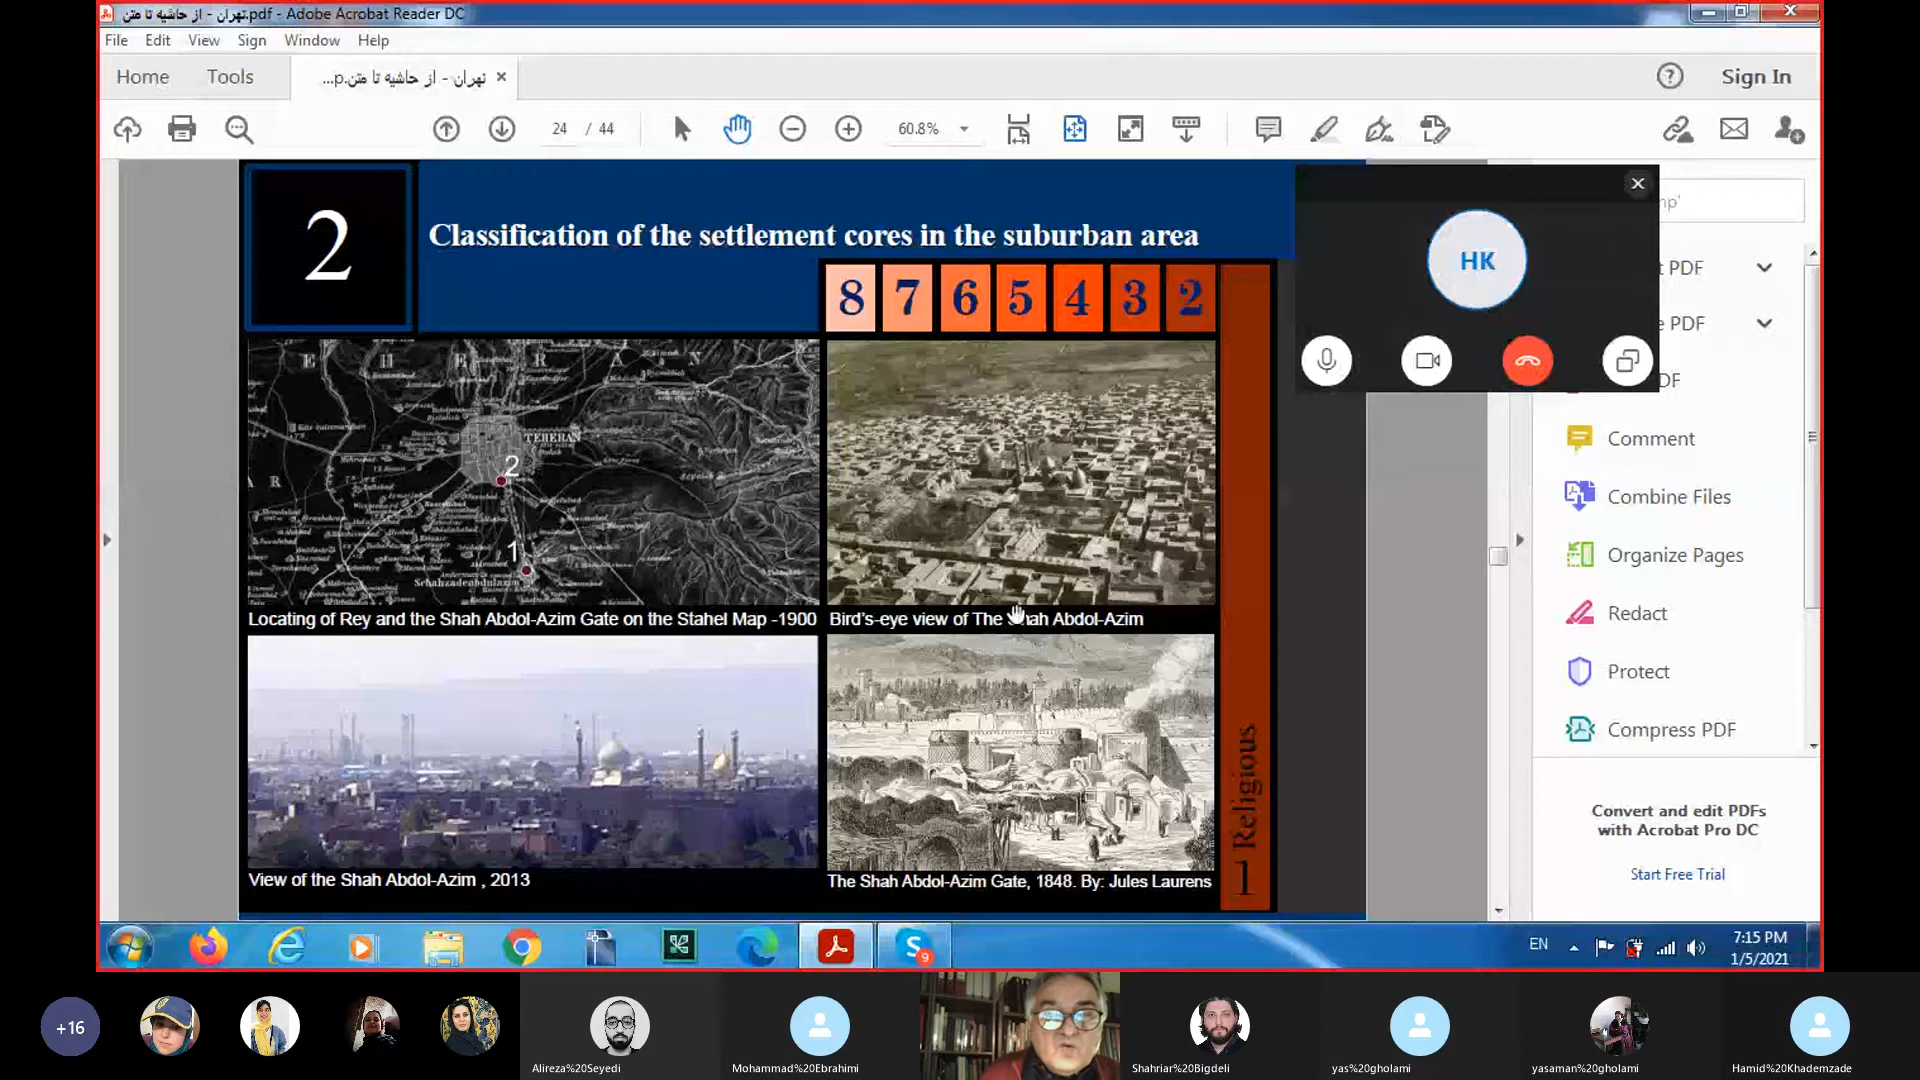 تهران - از حاشیه تا متن.pdf - Adobe Acrobat Reader DC
File Edit View Sign Window Help
Home Tools تهران - از حاشیه تا متن.p... × Sign In
24 / 44 60.8%
2
Classification of the settlement cores in the suburban area
8 7 6 5 4 3 2
HK
PDF
PDF
Comment
Combine Files
Organize Pages
Redact
Protect
Compress PDF
Convert and edit PDFs
with Acrobat Pro DC
Start Free Trial
E H E R A N
TEHERAN
2
1
Schahzadeabdulazim
Locating of Rey and the Shah Abdol-Azim Gate on the Stahel Map -1900
Bird's-eye view of The Shah Abdol-Azim
View of the Shah Abdol-Azim , 2013
The Shah Abdol-Azim Gate, 1848. By: Jules Laurens
1 Religious
EN
7:15 PM
1/5/2021
9
+16
Alireza%20Seyedi
Mohammad%20Ebrahimi
Shahriar%20Bigdeli
yas%20gholami
yasaman%20gholami
Hamid%20Khademzade